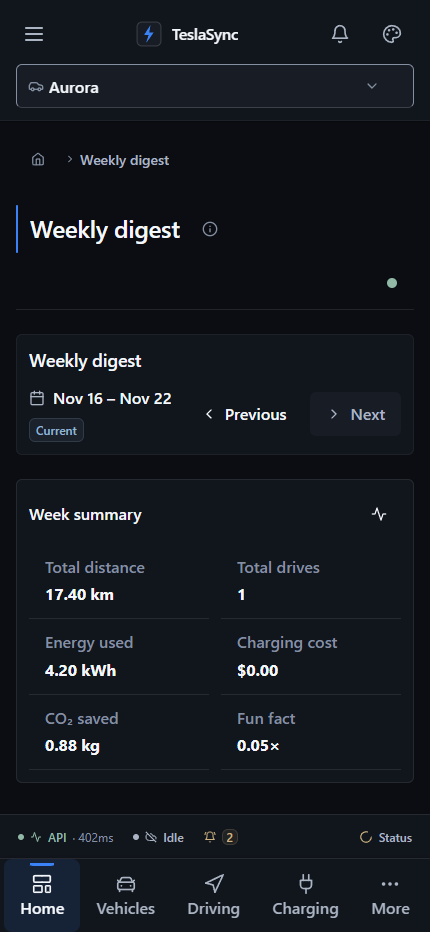 TeslaSync
Aurora
Weekly digest
Weekly digest
Weekly digest
Nov 16 – Nov 22
Current
Previous
Next
Week summary
Total distance
17.40 km
Total drives
1
Energy used
4.20 kWh
Charging cost
$0.00
CO₂ saved
0.88 kg
Fun fact
0.05×
API · 402ms
Idle
2
Status
Home
Vehicles
Driving
Charging
More